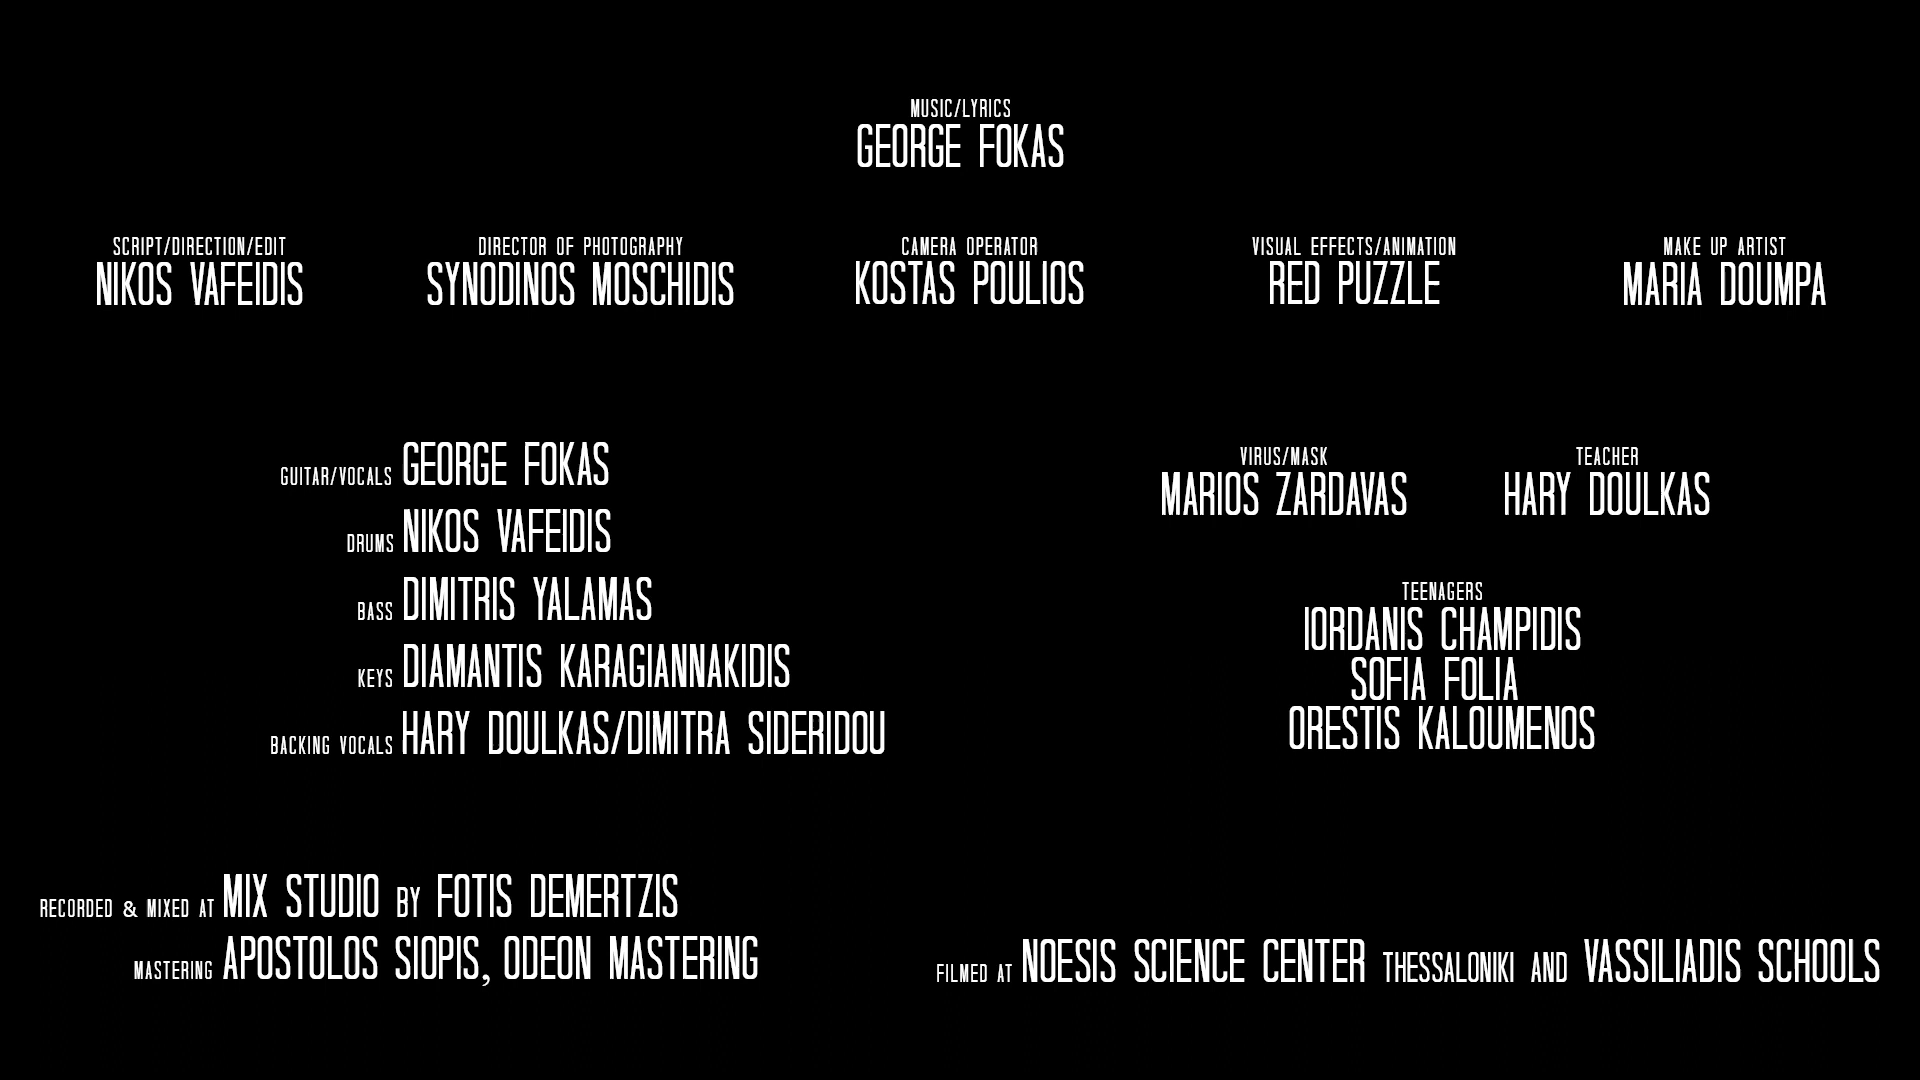 MUSIC/LYRICS
GEORGE FOKAS
SCRIPT/DIRECTION/EDIT
NIKOS VAFEIDIS
DIRECTOR OF PHOTOGRAPHY
SYNODINOS MOSCHIDIS
CAMERA OPERATOR
KOSTAS POULIOS
VISUAL EFFECTS/ANIMATION
RED PUZZLE
MAKE UP ARTIST
MARIA DOUMPA
GUITAR/VOCALS GEORGE FOKAS
DRUMS NIKOS VAFEIDIS
BASS DIMITRIS YALAMAS
KEYS DIAMANTIS KARAGIANNAKIDIS
BACKING VOCALS HARY DOULKAS/DIMITRA SIDERIDOU
VIRUS/MASK
MARIOS ZARDAVAS
TEACHER
HARY DOULKAS
TEENAGERS
IORDANIS CHAMPIDIS
SOFIA FOLIA
ORESTIS KALOUMENOS
RECORDED & MIXED AT MIX STUDIO BY FOTIS DEMERTZIS
MASTERING APOSTOLOS SIOPIS, ODEON MASTERING
FILMED AT NOESIS SCIENCE CENTER THESSALONIKI AND VASSILIADIS SCHOOLS